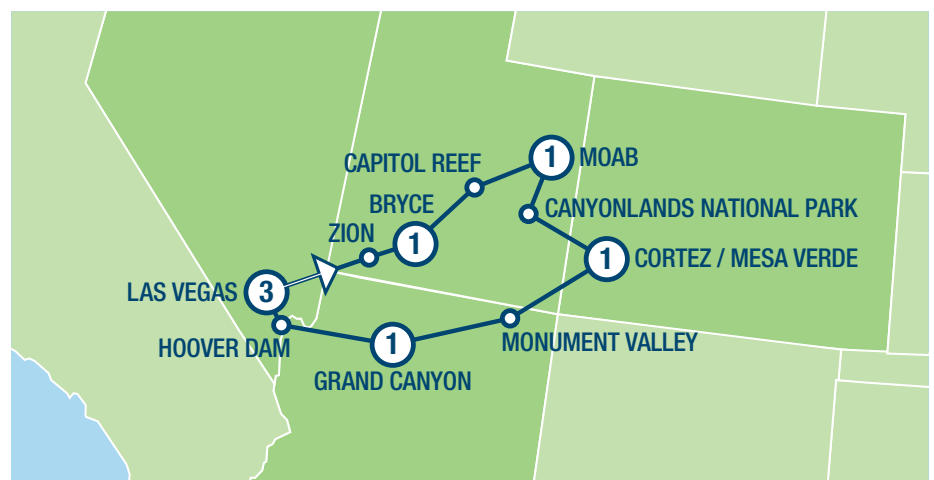 1 MOAB
CAPITOL REEF
BRYCE
CANYONLANDS NATIONAL PARK
ZION
1
1 CORTEZ / MESA VERDE
LAS VEGAS 3
HOOVER DAM
1
MONUMENT VALLEY
GRAND CANYON